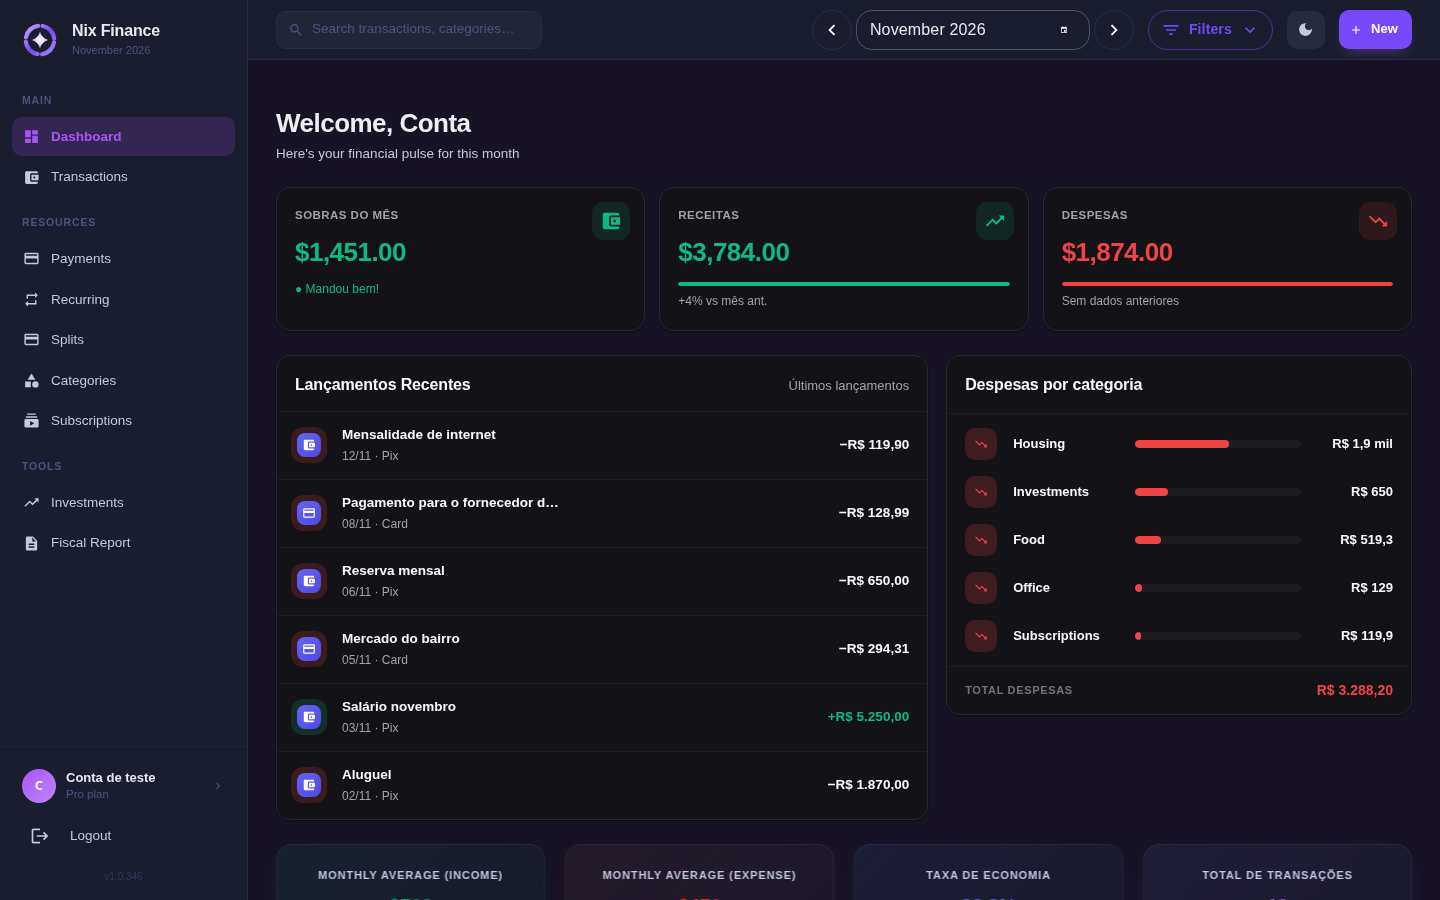 Nix Finance
November 2026
MAIN
Dashboard
Transactions
RESOURCES
Payments
Recurring
Splits
Categories
Subscriptions
TOOLS
Investments
Fiscal Report
C
Conta de teste
Pro plan
Logout
v1.0.346
Search transactions, categories…
November 2026
Filters
+ New
Welcome, Conta
Here's your financial pulse for this month
SOBRAS DO MÊS
$1,451.00
● Mandou bem!
RECEITAS
$3,784.00
+4% vs mês ant.
DESPESAS
$1,874.00
Sem dados anteriores
Lançamentos Recentes
Últimos lançamentos
Mensalidade de internet
12/11 · Pix
−R$ 119,90
Pagamento para o fornecedor d…
08/11 · Card
−R$ 128,99
Reserva mensal
06/11 · Pix
−R$ 650,00
Mercado do bairro
05/11 · Card
−R$ 294,31
Salário novembro
03/11 · Pix
+R$ 5.250,00
Aluguel
02/11 · Pix
−R$ 1.870,00
Despesas por categoria
Housing
R$ 1,9 mil
Investments
R$ 650
Food
R$ 519,3
Office
R$ 129
Subscriptions
R$ 119,9
TOTAL DESPESAS
R$ 3.288,20
MONTHLY AVERAGE (INCOME)
MONTHLY AVERAGE (EXPENSE)
TAXA DE ECONOMIA
TOTAL DE TRANSAÇÕES